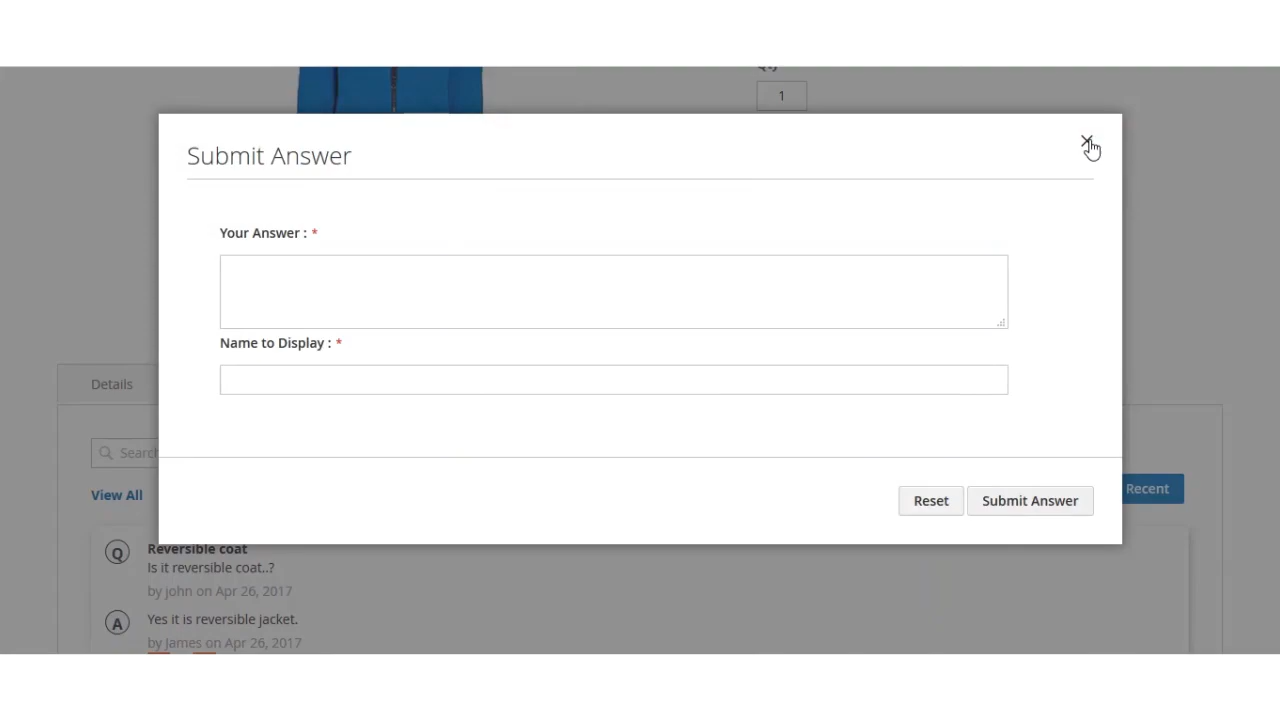 1
Submit Answer
Your Answer : *
Name to Display : *
Details
Search
View All
Recent
Reset
Submit Answer
Q
Reversible coat
Is it reversible coat..?
by john on Apr 26, 2017
A
Yes it is reversible jacket.
by James on Apr 26, 2017